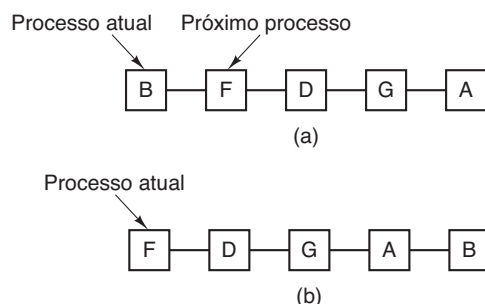 Processo atual Próximo processo
B F D G A
(a)
Processo atual
F D G A B
(b)